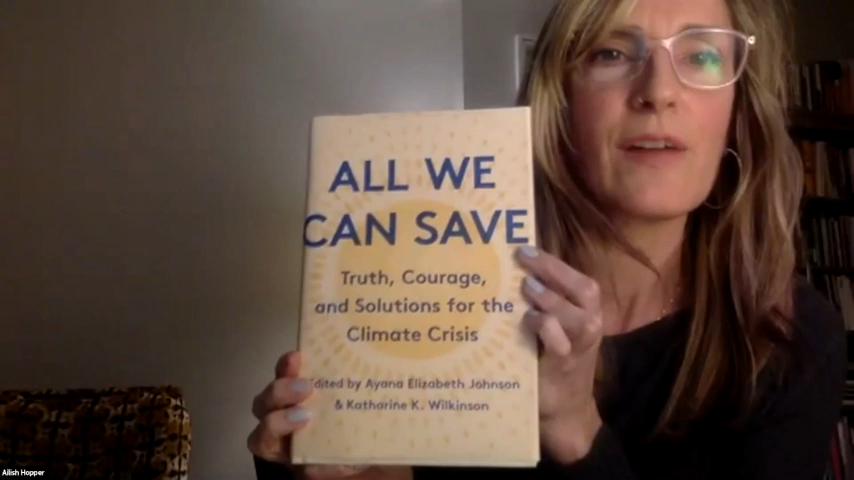 ALL WE
CAN SAVE
Truth, Courage,
and Solutions for the
Climate Crisis
Edited by Ayana Elizabeth Johnson
& Katharine K. Wilkinson
Ailish Hopper